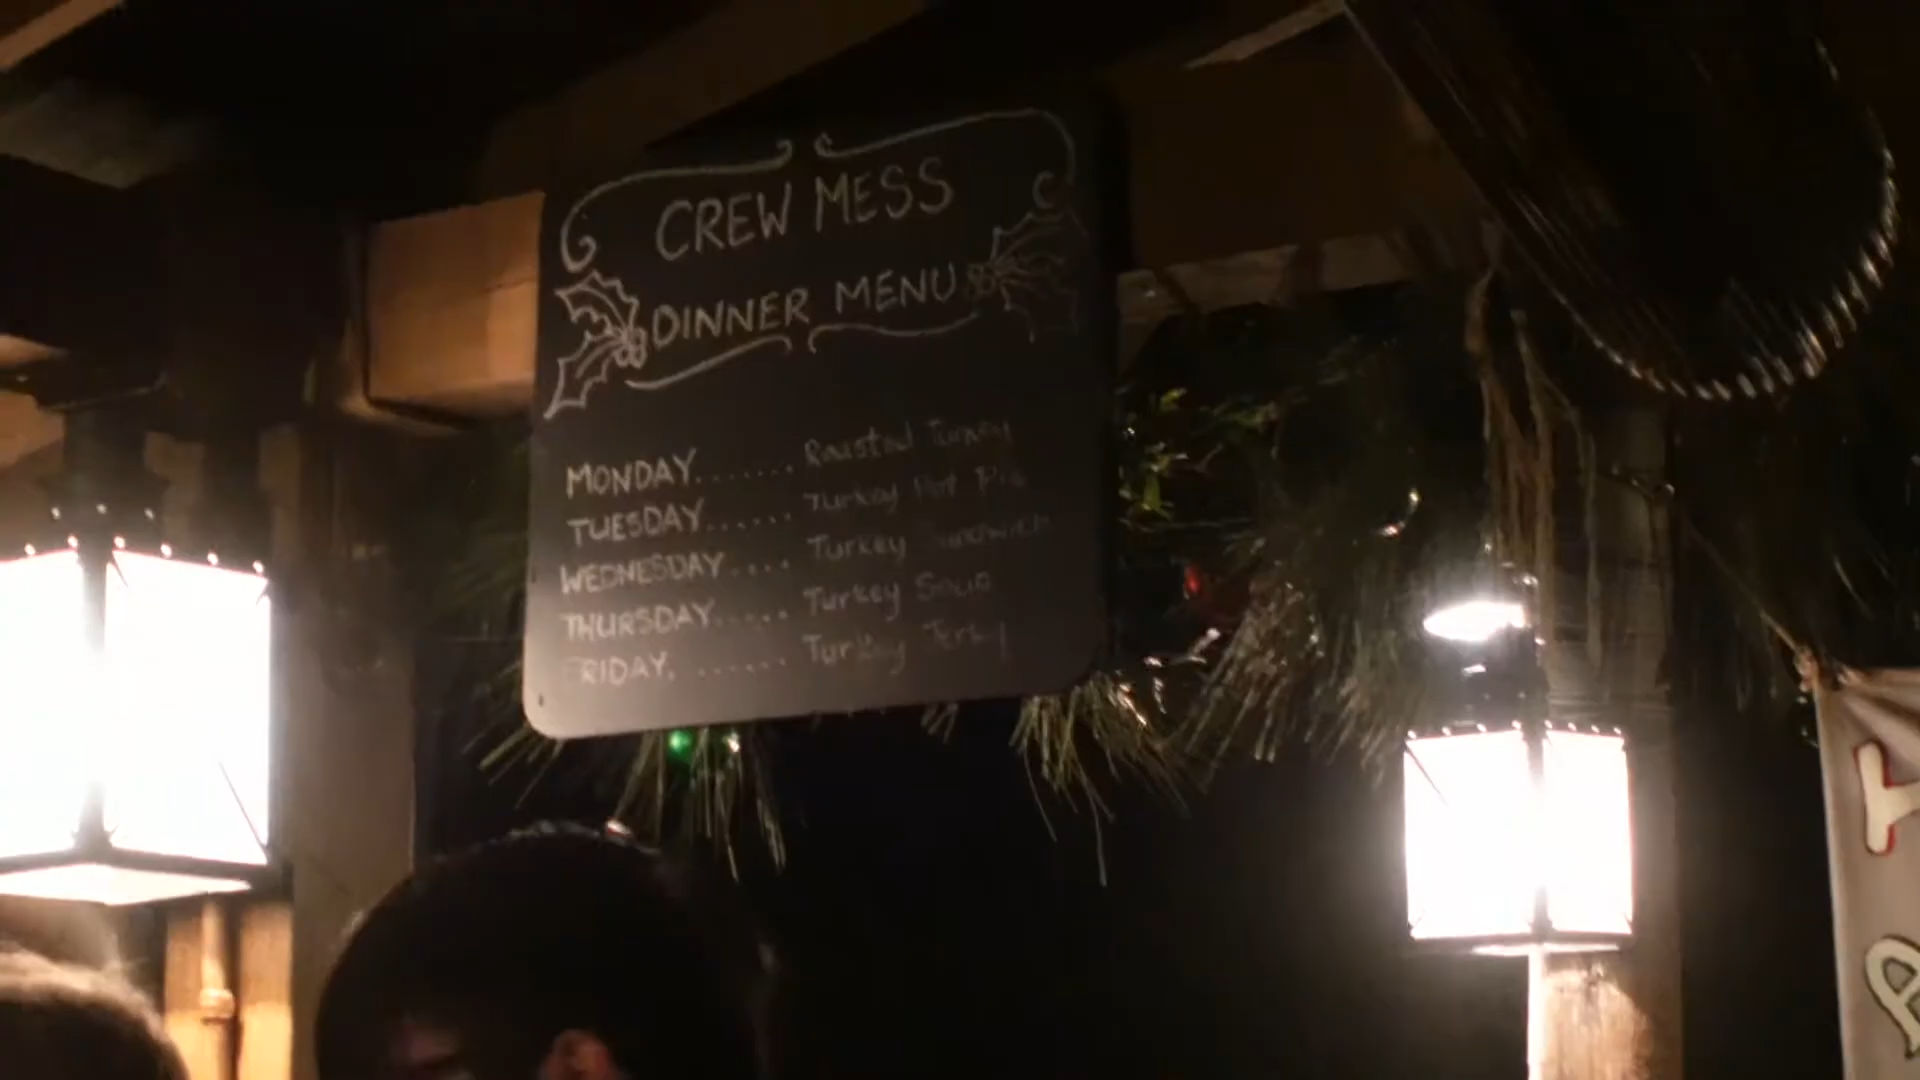 CREW MESS
DINNER MENU
MONDAY....... Roasted Turkey
TUESDAY...... Turkey Pot Pie
WEDNESDAY.... Turkey Sandwich
THURSDAY..... Turkey Soup
FRIDAY. ...... Turkey Jerky